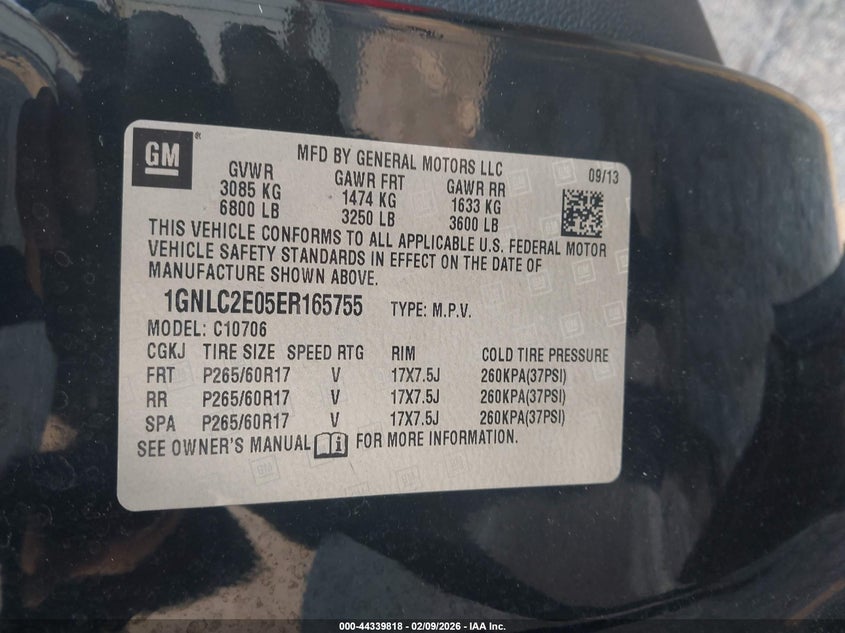 GM ®
MFD BY GENERAL MOTORS LLC 09/13
GVWR GAWR FRT GAWR RR
3085 KG 1474 KG 1633 KG
6800 LB 3250 LB 3600 LB
THIS VEHICLE CONFORMS TO ALL APPLICABLE U.S. FEDERAL MOTOR
VEHICLE SAFETY STANDARDS IN EFFECT ON THE DATE OF
MANUFACTURE SHOWN ABOVE.
1GNLC2E05ER165755 TYPE: M.P.V.
MODEL: C10706
CGKJ TIRE SIZE SPEED RTG RIM COLD TIRE PRESSURE
FRT P265/60R17 V 17X7.5J 260KPA(37PSI)
RR P265/60R17 V 17X7.5J 260KPA(37PSI)
SPA P265/60R17 V 17X7.5J 260KPA(37PSI)
SEE OWNER'S MANUAL FOR MORE INFORMATION.
000-44339818 - 02/09/2026 - IAA Inc.